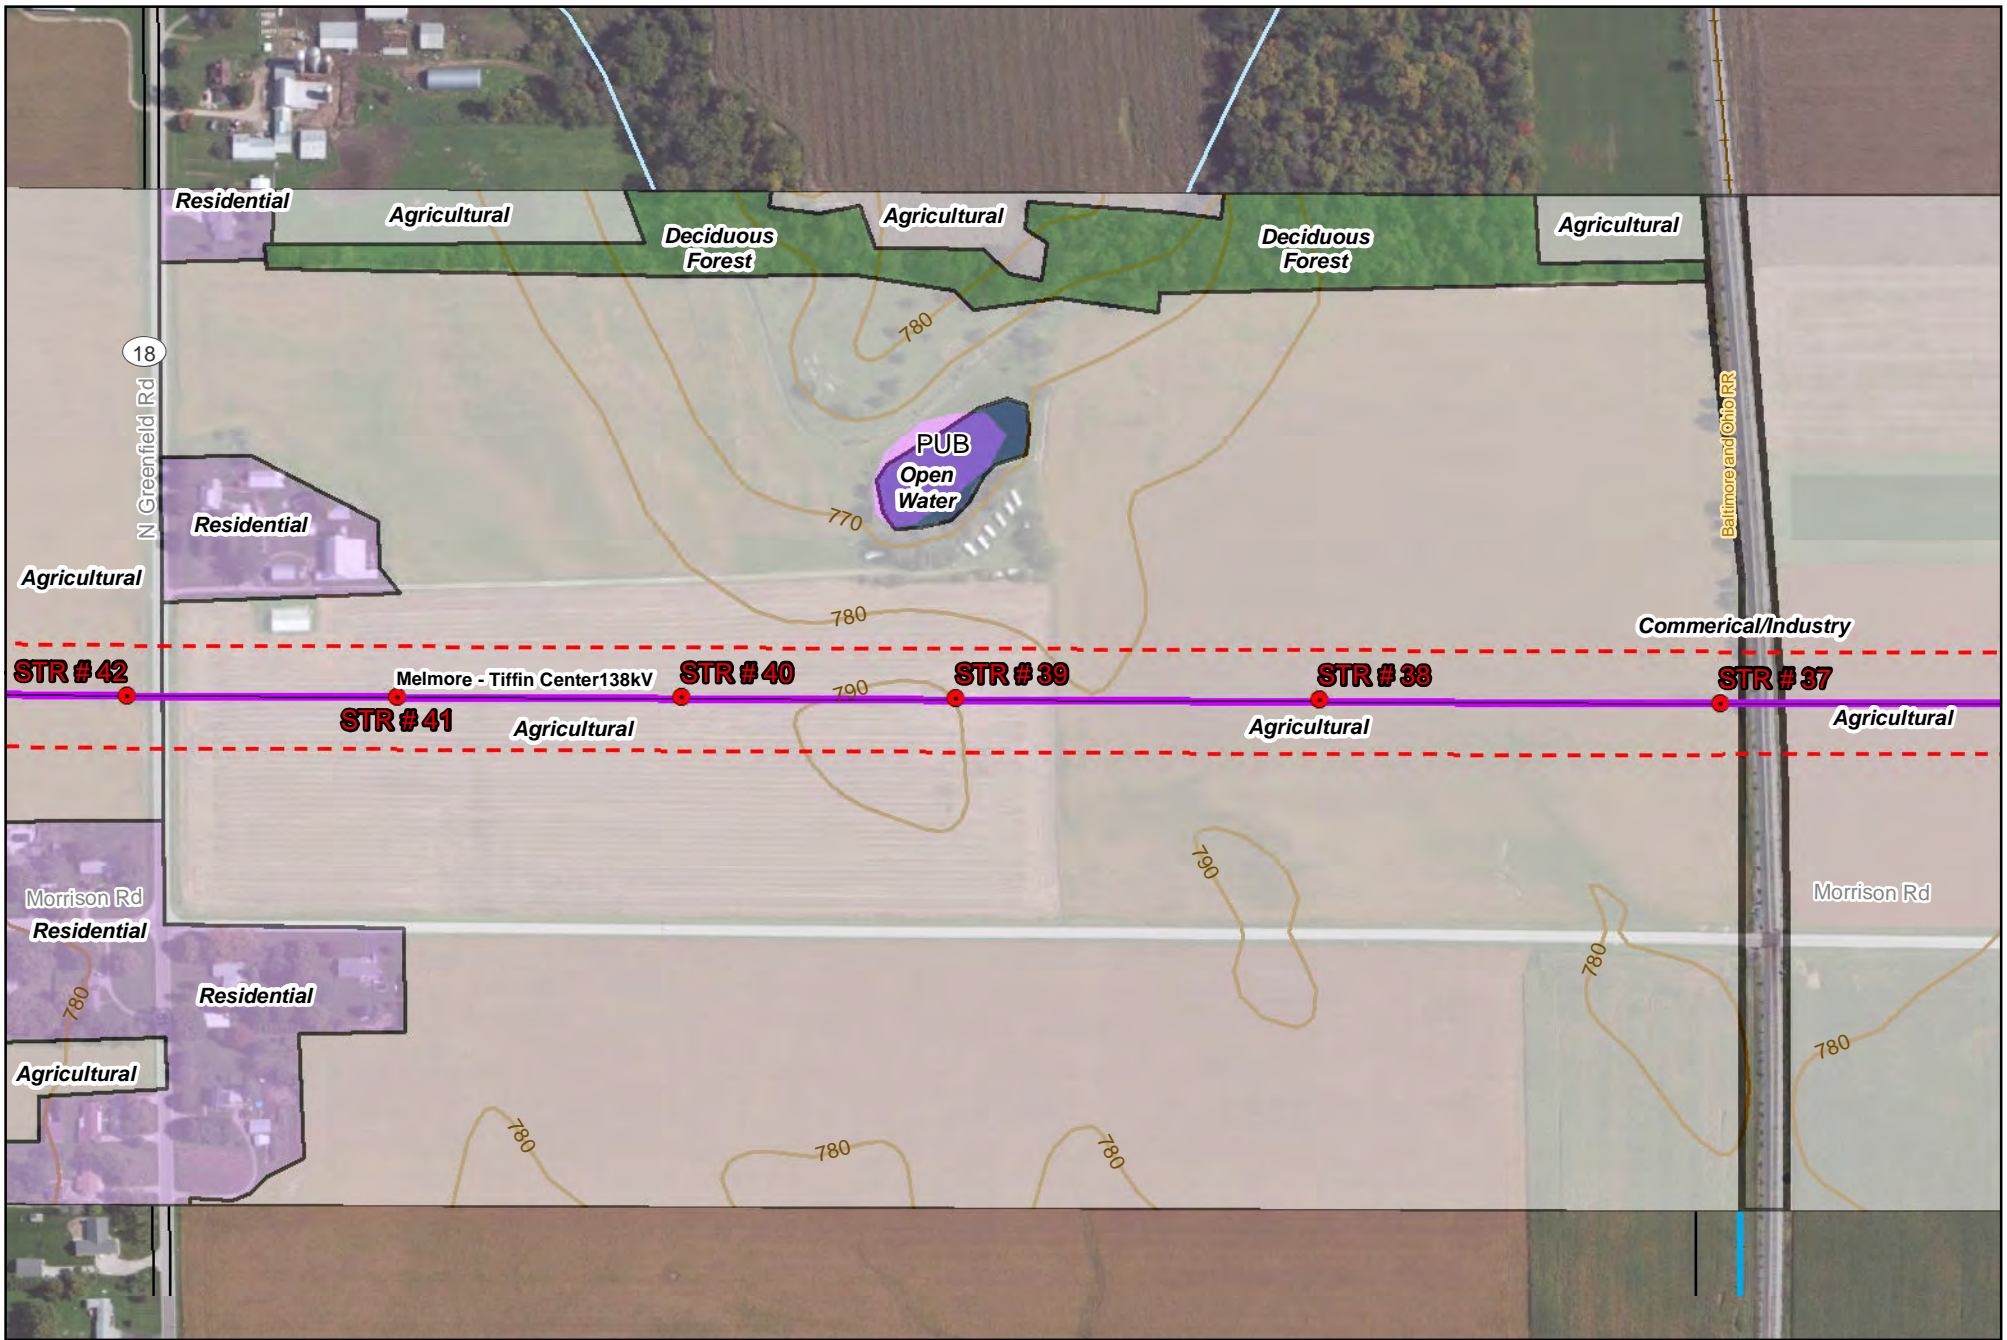 Residential
Agricultural
Deciduous
Forest
Agricultural
Deciduous
Forest
Agricultural
780
18
N Greenfield Rd
Baltimore and Ohio RR
PUB
Open
Water
770
Residential
Agricultural
780
Commerical/Industry
STR # 42
Melmore - Tiffin Center138kV
STR # 40
STR # 39
STR # 38
STR # 37
790
STR # 41
Agricultural
Agricultural
Agricultural
790
Morrison Rd
Morrison Rd
Residential
780
780
Residential
780
Agricultural
780
780
780